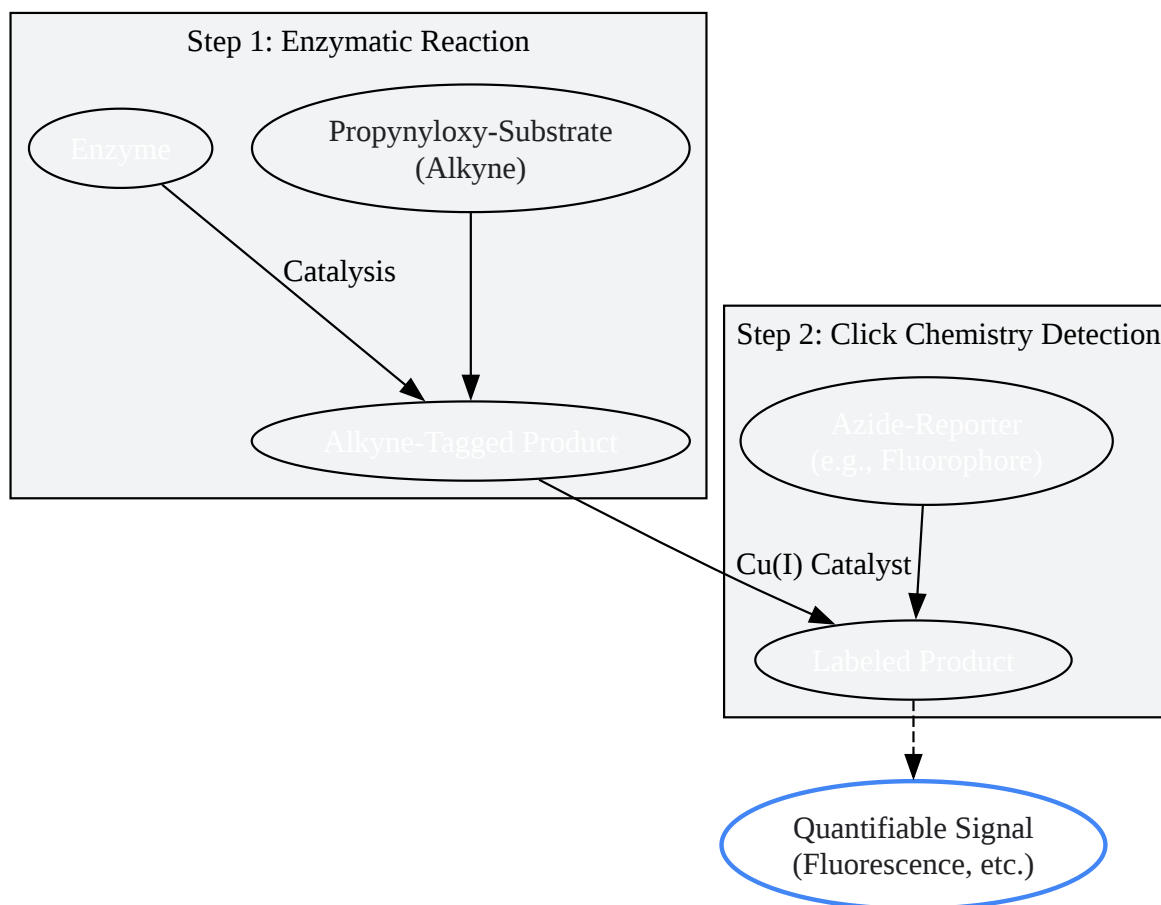 Step 1: Enzymatic Reaction
Enzyme
Propynyloxy-Substrate
(Alkyne)
Catalysis
Alkyne-Tagged Product
Step 2: Click Chemistry Detection
Azide-Reporter
(e.g., Fluorophore)
Cu(I) Catalyst
Labeled Product
Quantifiable Signal
(Fluorescence, etc.)